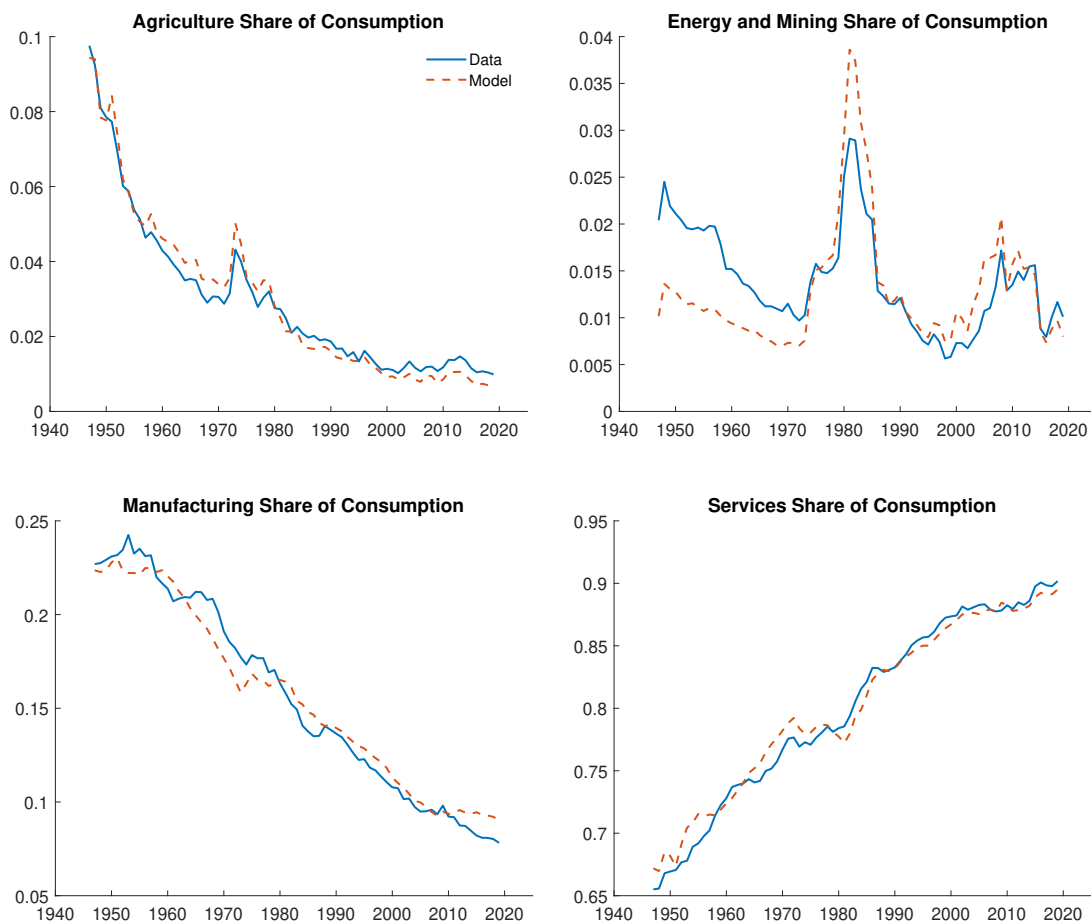 Agriculture Share of Consumption
0.1
0.08
0.06
0.04
0.02
0
1940 1950 1960 1970 1980 1990 2000 2010 2020
Data
Model
Energy and Mining Share of Consumption
0.04
0.035
0.03
0.025
0.02
0.015
0.01
0.005
0
1940 1950 1960 1970 1980 1990 2000 2010 2020
Manufacturing Share of Consumption
0.25
0.2
0.15
0.1
0.05
1940 1950 1960 1970 1980 1990 2000 2010 2020
Services Share of Consumption
0.95
0.9
0.85
0.8
0.75
0.7
0.65
1940 1950 1960 1970 1980 1990 2000 2010 2020